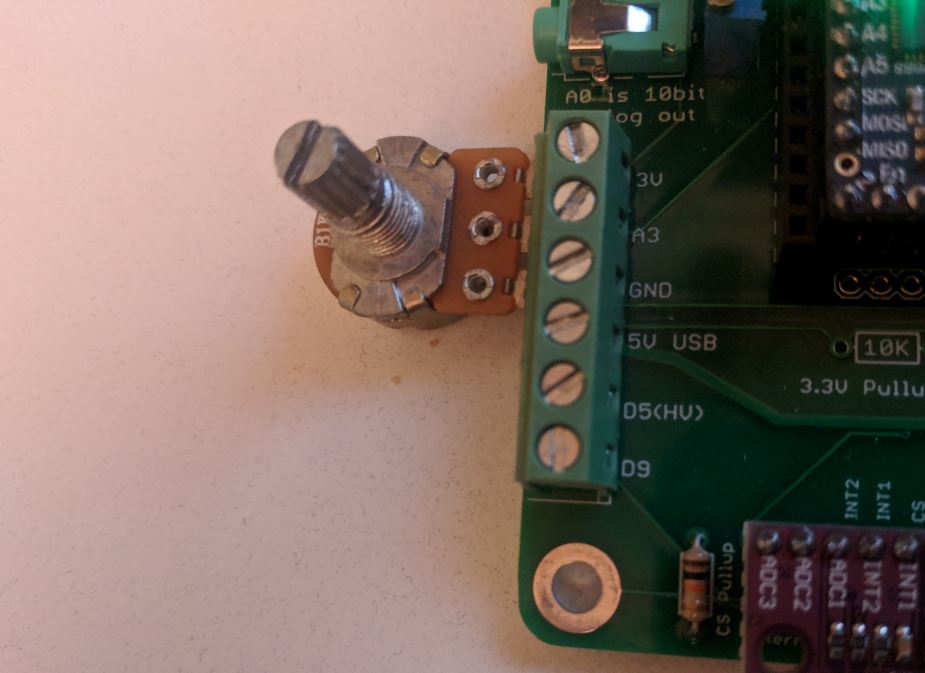 A4
A5
SCK
MOSI
MISO
A0 is 10bit
og out
3V
A3
GND
5V USB
10K
3.3V Pullu
D5(HV)
D9
INT2
INT1
CS
CS Pullup
ADC3
ADC2
ADC1
INT2
INT1